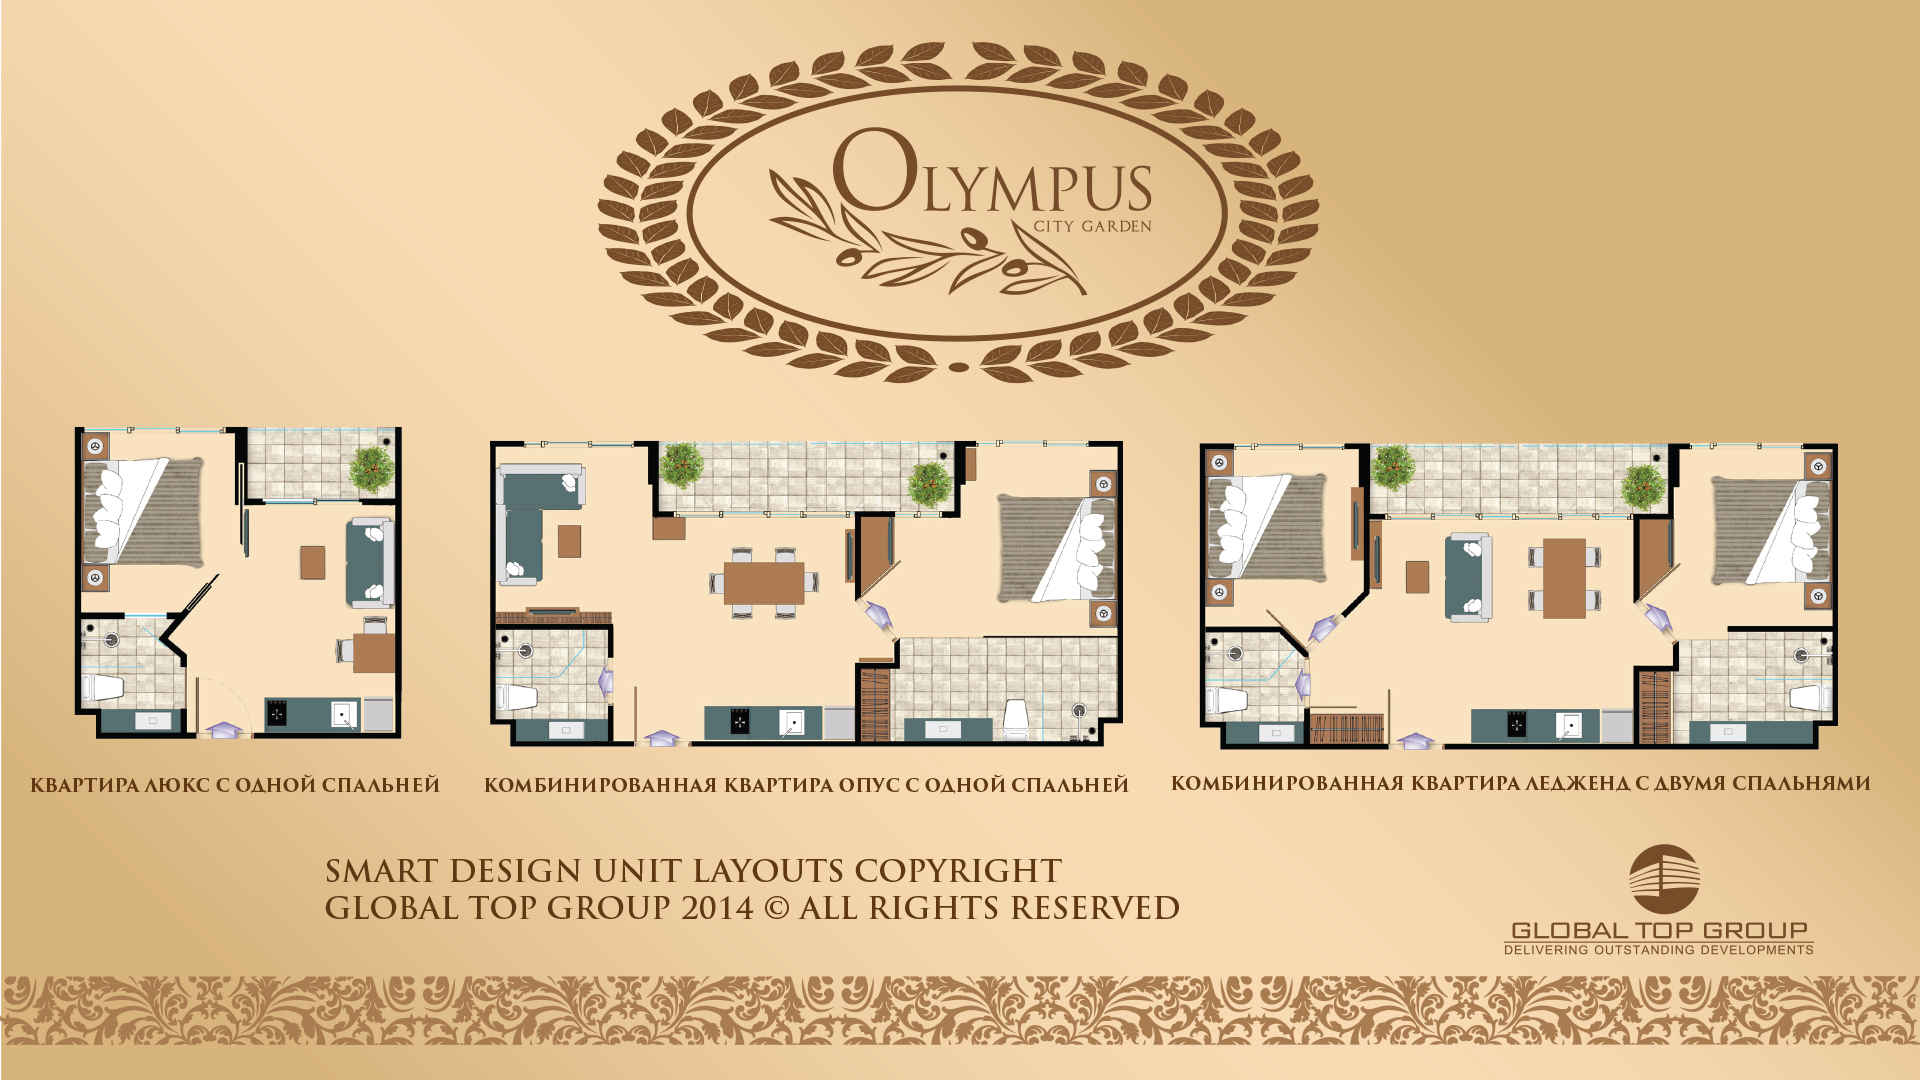 OLYMPUS
CITY GARDEN
КВАРТИРА ЛЮКС С ОДНОЙ СПАЛЬНЕЙ
КОМБИНИРОВАННАЯ КВАРТИРА ОПУС С ОДНОЙ СПАЛЬНЕЙ
КОМБИНИРОВАННАЯ КВАРТИРА ЛЕДЖЕНД С ДВУМЯ СПАЛЬНЯМИ
SMART DESIGN UNIT LAYOUTS COPYRIGHT
GLOBAL TOP GROUP 2014 © ALL RIGHTS RESERVED
GLOBAL TOP GROUP
DELIVERING OUTSTANDING DEVELOPMENTS